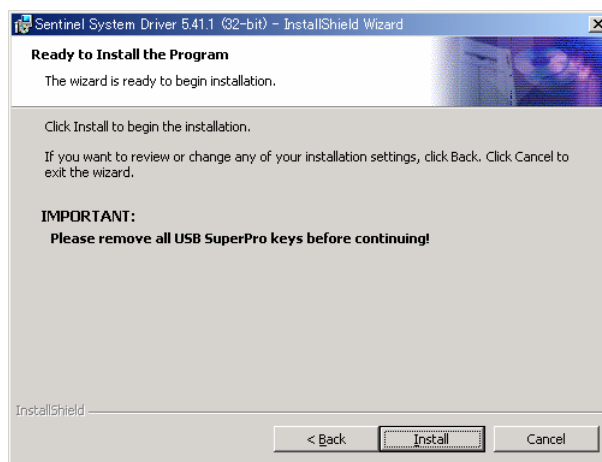 Sentinel System Driver 5.41.1 (32-bit) - InstallShield Wizard
Ready to Install the Program
The wizard is ready to begin installation.
Click Install to begin the installation.
If you want to review or change any of your installation settings, click Back. Click Cancel to
exit the wizard.
IMPORTANT:
Please remove all USB SuperPro keys before continuing!
InstallShield
< Back
Install
Cancel